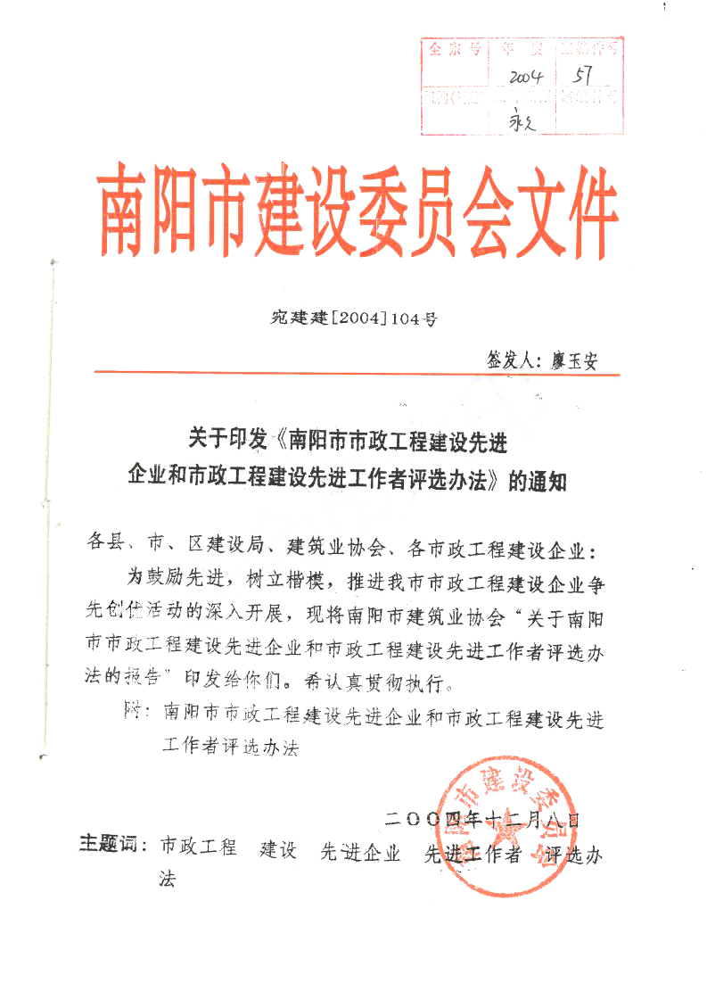 全宗号 年度 室编件号
2004 57
永久
南阳市建设委员会文件
宛建建[2004]104号
签发人：廖玉安
关于印发《南阳市市政工程建设先进
企业和市政工程建设先进工作者评选办法》的通知
各县、市、区建设局、建筑业协会、各市政工程建设企业：
为鼓励先进，树立楷模，推进我市市政工程建设企业争
先创优活动的深入开展，现将南阳市建筑业协会“关于南阳
市市政工程建设先进企业和市政工程建设先进工作者评选办
法的报告”印发给你们。希认真贯彻执行。
附：南阳市市政工程建设先进企业和市政工程建设先进
工作者评选办法
南阳市建设委员会
二〇〇四年十二月八日
主题词：市政工程 建设 先进企业 先进工作者 评选办
法